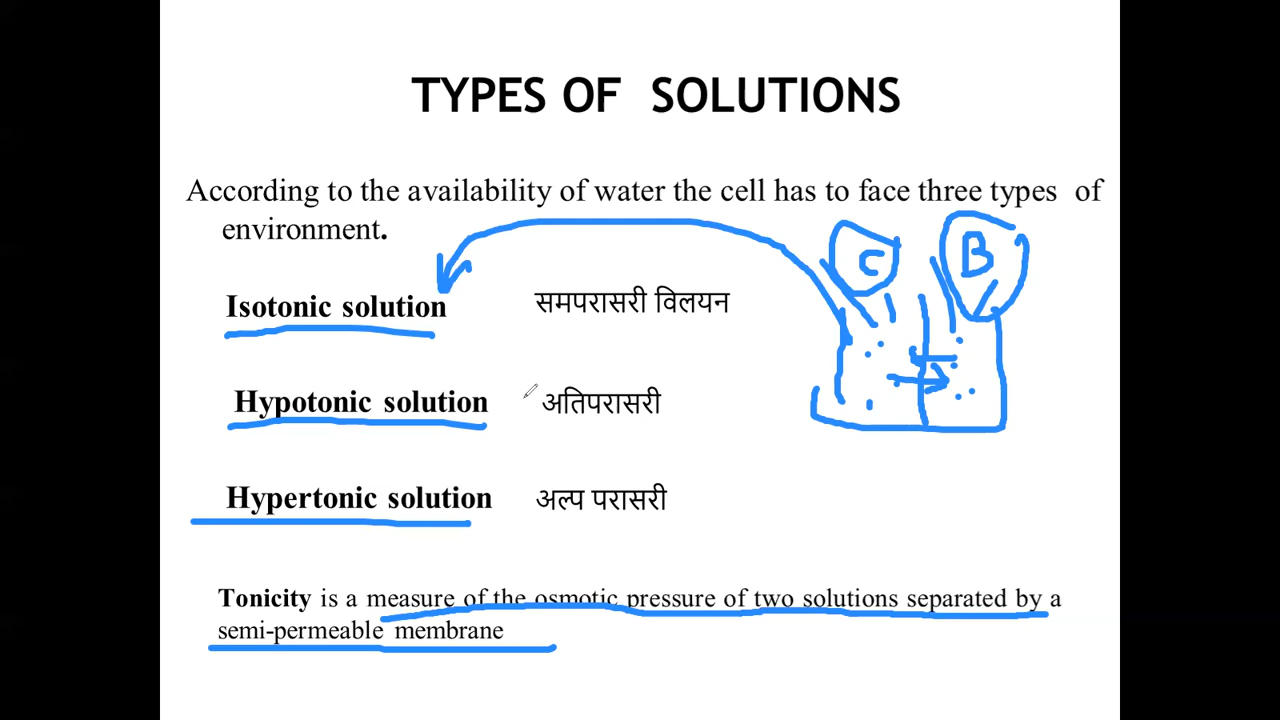 TYPES OF SOLUTIONS
According to the availability of water the cell has to face three types of
environment.
Isotonic solution समपरासरी विलयन
Hypotonic solution अतिपरासरी
Hypertonic solution अल्प परासरी
C B
Tonicity is a measure of the osmotic pressure of two solutions separated by a
semi-permeable membrane